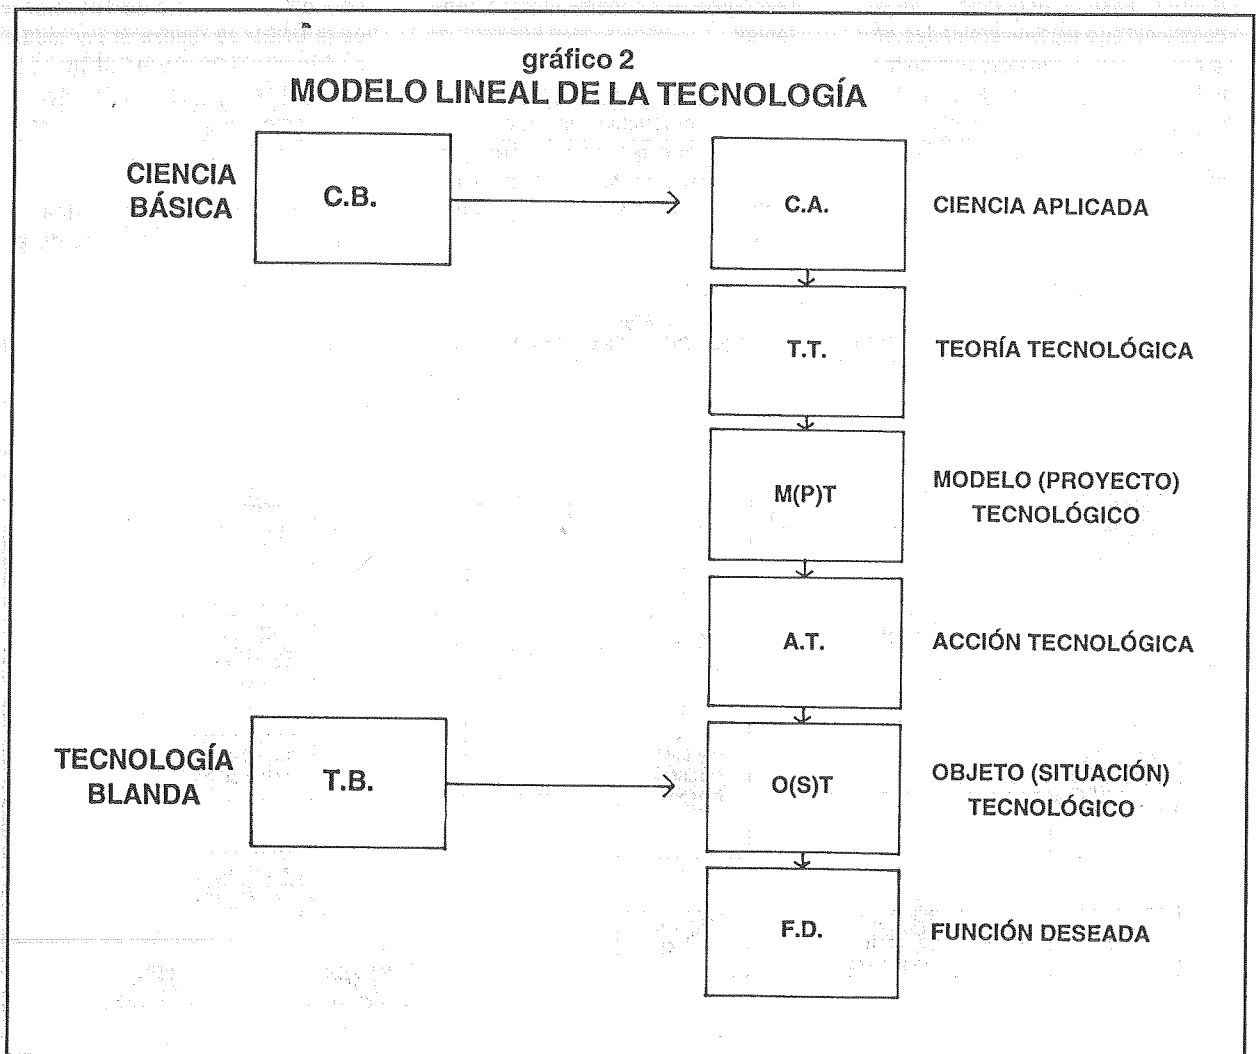 gráfico 2
MODELO LINEAL DE LA TECNOLOGÍA
CIENCIA
BÁSICA
C.B.
C.A.
CIENCIA APLICADA
T.T.
TEORÍA TECNOLÓGICA
M(P)T
MODELO (PROYECTO)
TECNOLÓGICO
A.T.
ACCIÓN TECNOLÓGICA
TECNOLOGÍA
BLANDA
T.B.
O(S)T
OBJETO (SITUACIÓN)
TECNOLÓGICO
F.D.
FUNCIÓN DESEADA